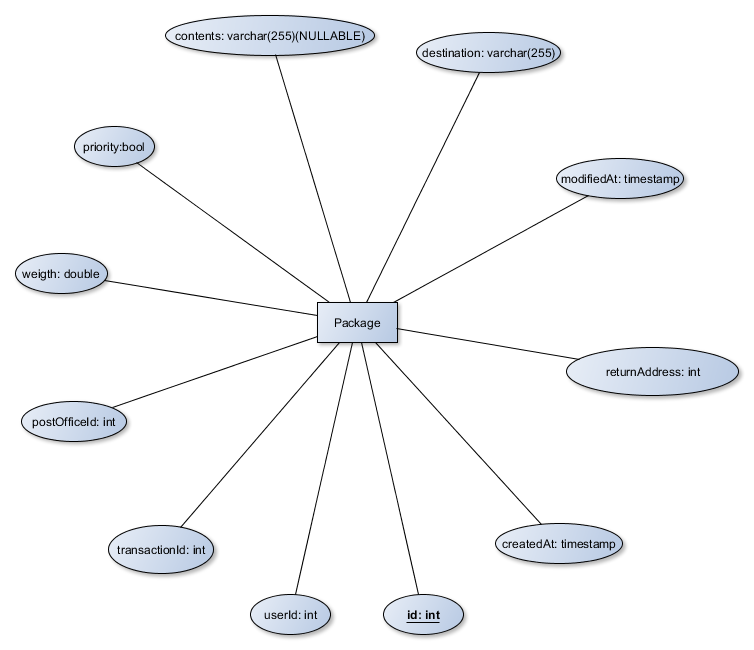 contents: varchar(255)(NULLABLE)
destination: varchar(255)
priority:bool
modifiedAt: timestamp
weigth: double
Package
returnAddress: int
postOfficeId: int
createdAt: timestamp
transactionId: int
userId: int
id: int